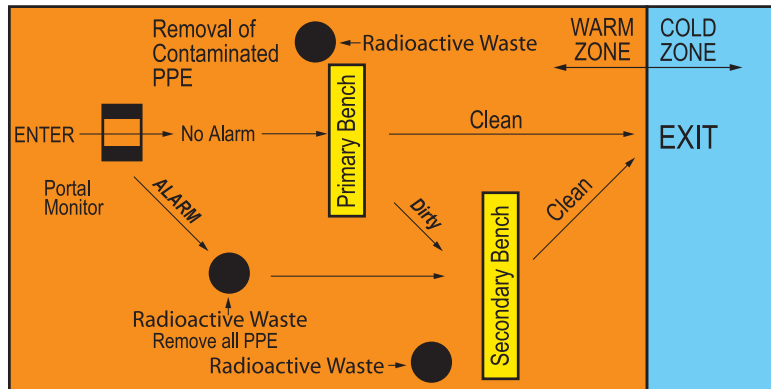 Removal of
Contaminated
PPE
Radioactive Waste
WARM
ZONE
COLD
ZONE
ENTER
No Alarm
Primary Bench
Clean
EXIT
Portal
Monitor
ALARM
Dirty
Clean
Secondary Bench
Radioactive Waste
Remove all PPE
Radioactive Waste